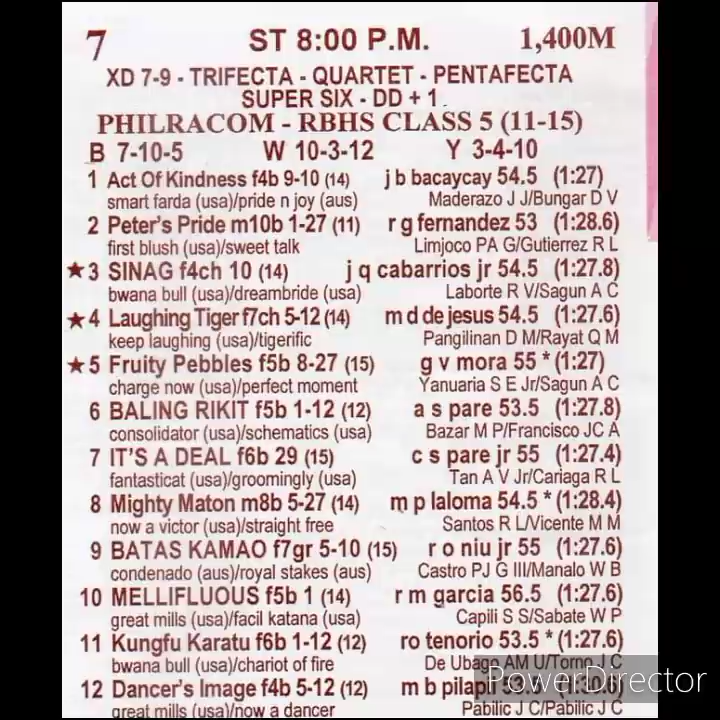 7 ST 8:00 P.M. 1,400M
XD 7-9 - TRIFECTA - QUARTET - PENTAFECTA
SUPER SIX - DD + 1
PHILRACOM - RBHS CLASS 5 (11-15)
B 7-10-5 W 10-3-12 Y 3-4-10
1 Act Of Kindness f4b 9-10 (14) j b bacaycay 54.5 (1:27)
smart farda (usa)/pride n joy (aus) Maderazo J J/Bungar D V
2 Peter's Pride m10b 1-27 (11) r g fernandez 53 (1:28.6)
first blush (usa)/sweet talk Limjoco PA G/Gutierrez R L
★3 SINAG f4ch 10 (14) j q cabarrios jr 54.5 (1:27.8)
bwana bull (usa)/dreambride (usa) Laborte R V/Sagun A C
★4 Laughing Tiger f7ch 5-12 (14) m d de jesus 54.5 (1:27.6)
keep laughing (usa)/tigerific Pangilinan D M/Rayat Q M
★5 Fruity Pebbles f5b 8-27 (15) g v mora 55 * (1:27)
charge now (usa)/perfect moment Yanuaria S E Jr/Sagun A C
6 BALING RIKIT f5b 1-12 (12) a s pare 53.5 (1:27.8)
consolidator (usa)/schematics (usa) Bazar M P/Francisco JC A
7 IT'S A DEAL f6b 29 (15) c s pare jr 55 (1:27.4)
fantasticat (usa)/groomingly (usa) Tan A V Jr/Cariaga R L
8 Mighty Maton m8b 5-27 (14) m p laloma 54.5 * (1:28.4)
now a victor (usa)/straight free Santos R L/Vicente M M
9 BATAS KAMAO f7gr 5-10 (15) r o niu jr 55 (1:27.6)
condenado (aus)/royal stakes (aus) Castro PJ G III/Manalo W B
10 MELLIFLUOUS f5b 1 (14) r m garcia 56.5 (1:27.6)
great mills (usa)/facil katana (usa) Capili S S/Sabate W P
11 Kungfu Karatu f6b 1-12 (12) ro tenorio 53.5 * (1:27.6)
bwana bull (usa)/chariot of fire De Ubago AM U/Torno J C
12 Dancer's Image f4b 5-12 (12) m b pilapil 53.5 (1:30.6)
great mills (usa)/now a dancer Pabilic J C/Pabilic J C
PowerDirector